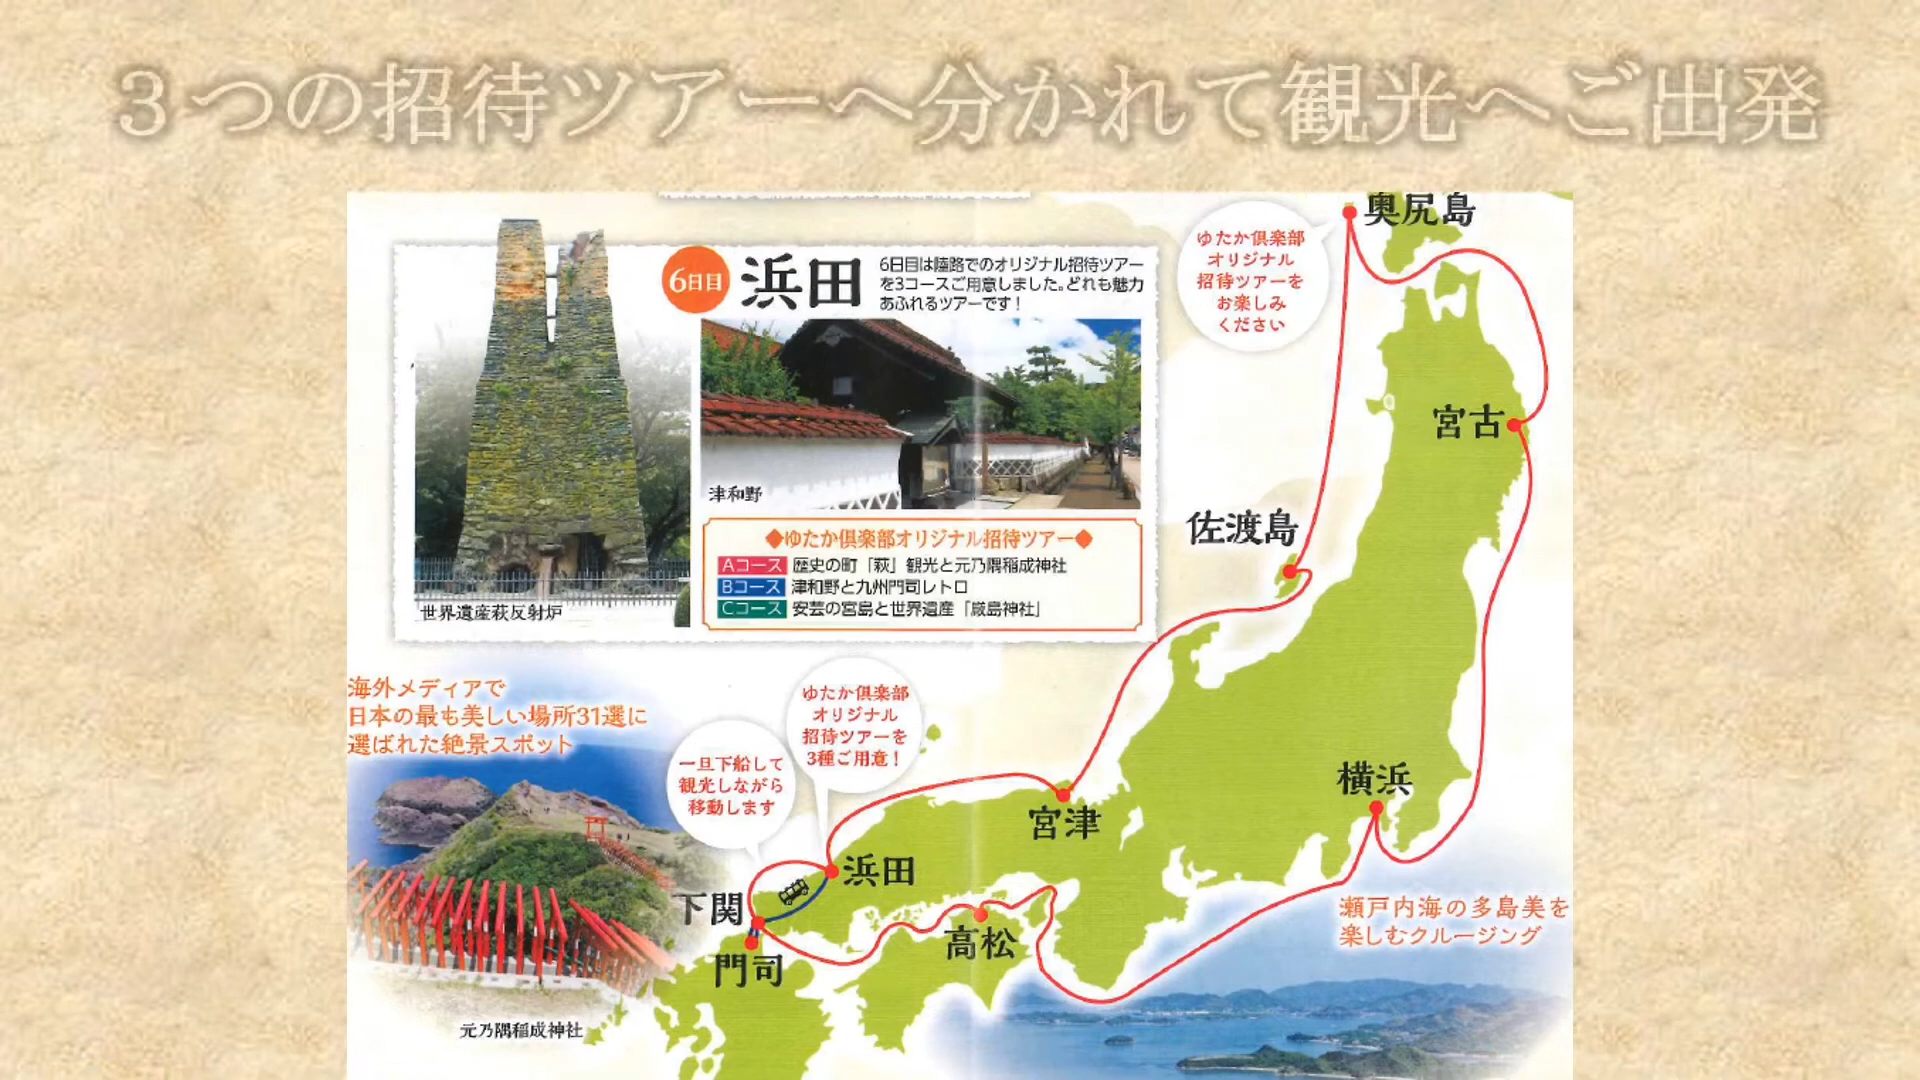 ３つの招待ツアーへ分かれて観光へご出発
6日目
浜田
6日目は陸路でのオリジナル招待ツアー
を3コースご用意しました。どれも魅力
あふれるツアーです！
津和野
世界遺産萩反射炉
◆ゆたか倶楽部オリジナル招待ツアー◆
Aコース 歴史の町「萩」観光と元乃隅稲成神社
Bコース 津和野と九州門司レトロ
Cコース 安芸の宮島と世界遺産「厳島神社」
ゆたか倶楽部
オリジナル
招待ツアーを
お楽しみ
ください
奥尻島
宮古
佐渡島
海外メディアで
日本の最も美しい場所31選に
選ばれた絶景スポット
一旦下船して
観光しながら
移動します
ゆたか倶楽部
オリジナル
招待ツアーを
3種ご用意！
宮津
横浜
浜田
下関
門司
高松
瀬戸内海の多島美を
楽しむクルージング
元乃隅稲成神社